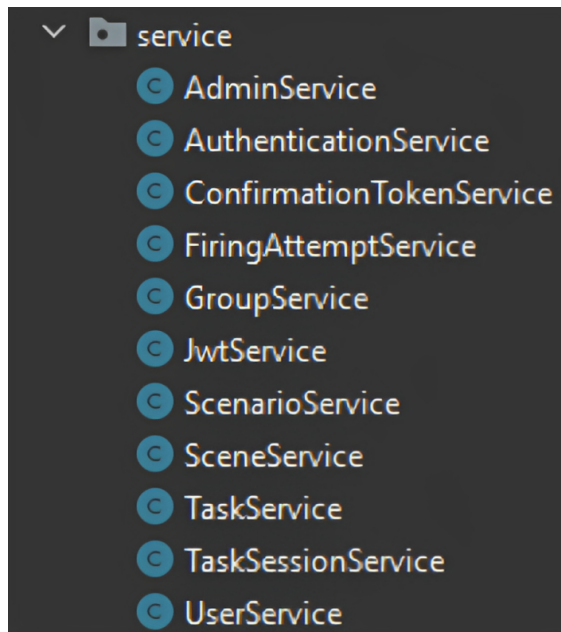 service
AdminService
AuthenticationService
ConfirmationTokenService
FiringAttemptService
GroupService
JwtService
ScenarioService
SceneService
TaskService
TaskSessionService
UserService